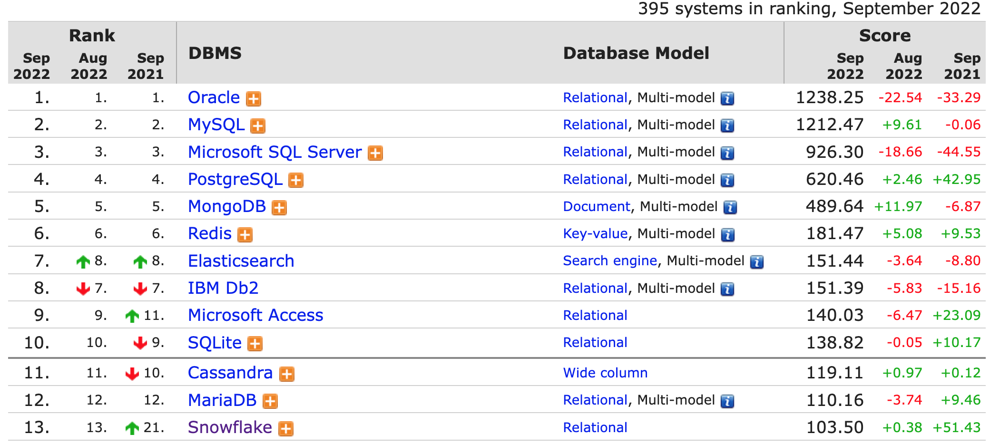 395 systems in ranking, September 2022
Rank DBMS Database Model Score
Sep 2022 Aug 2022 Sep 2021 Sep 2022 Aug 2022 Sep 2021
1. 1. 1. Oracle Relational, Multi-model 1238.25 -22.54 -33.29
2. 2. 2. MySQL Relational, Multi-model 1212.47 +9.61 -0.06
3. 3. 3. Microsoft SQL Server Relational, Multi-model 926.30 -18.66 -44.55
4. 4. 4. PostgreSQL Relational, Multi-model 620.46 +2.46 +42.95
5. 5. 5. MongoDB Document, Multi-model 489.64 +11.97 -6.87
6. 6. 6. Redis Key-value, Multi-model 181.47 +5.08 +9.53
7. 8. 8. Elasticsearch Search engine, Multi-model 151.44 -3.64 -8.80
8. 7. 7. IBM Db2 Relational, Multi-model 151.39 -5.83 -15.16
9. 9. 11. Microsoft Access Relational 140.03 -6.47 +23.09
10. 10. 9. SQLite Relational 138.82 -0.05 +10.17
11. 11. 10. Cassandra Wide column 119.11 +0.97 +0.12
12. 12. 12. MariaDB Relational, Multi-model 110.16 -3.74 +9.46
13. 13. 21. Snowflake Relational 103.50 +0.38 +51.43